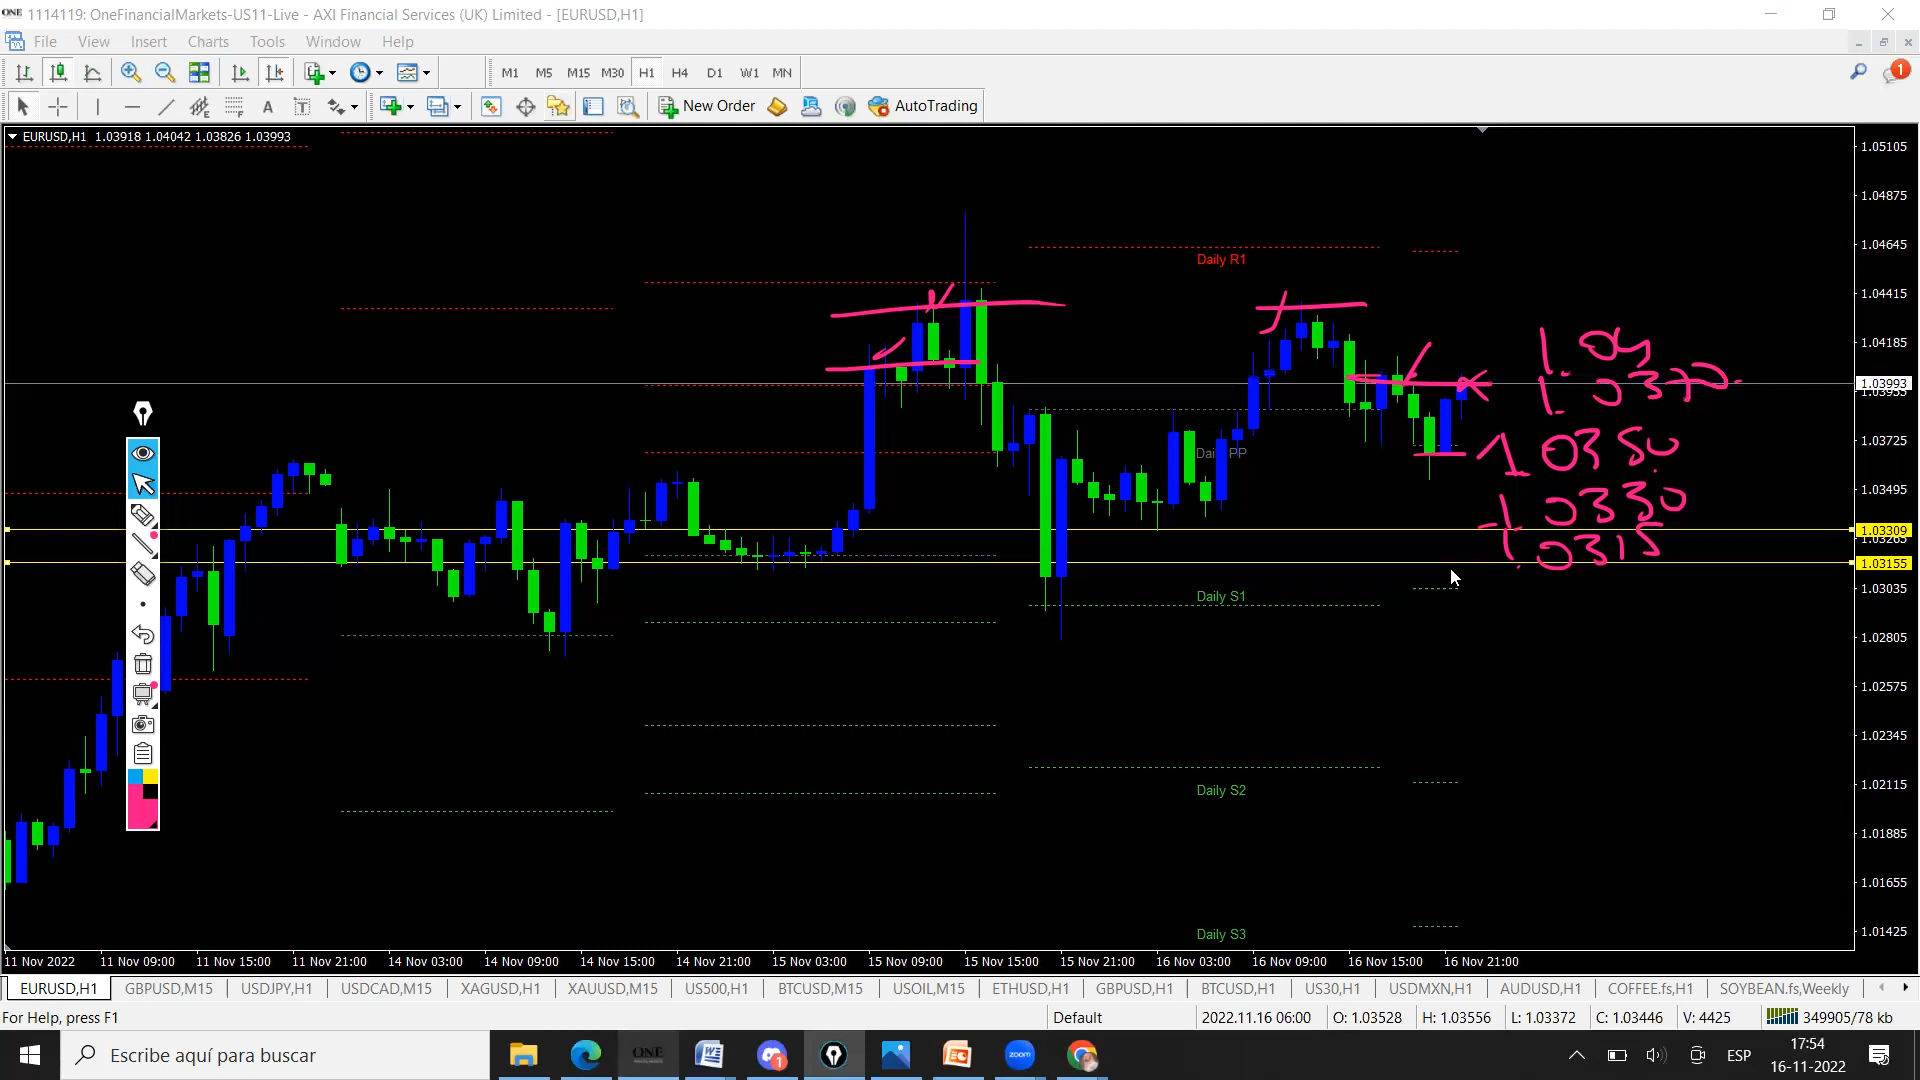 ONE 1114119: OneFinancialMarkets-US11-Live - AXI Financial Services (UK) Limited - [EURUSD,H1]
File View Insert Charts Tools Window Help
M1 M5 M15 M30 H1 H4 D1 W1 MN
1
A T New Order AutoTrading
EURUSD,H1 1.03918 1.04042 1.03826 1.03993
1.05105
1.04875
1.04645
Daily R1
1.04415
1.04185
1.04
1.03993
1.03955
1.0370
1.03725
Daily PP
1.0350
1.03495
1.0330
1.03309
1.03265
1.0315
1.03155
1.03035
Daily S1
1.02805
1.02575
1.02345
1.02115
Daily S2
1.01885
1.01655
1.01425
Daily S3
11 Nov 2022 11 Nov 09:00 11 Nov 15:00 11 Nov 21:00 14 Nov 03:00 14 Nov 09:00 14 Nov 15:00 14 Nov 21:00 15 Nov 03:00 15 Nov 09:00 15 Nov 15:00 15 Nov 21:00 16 Nov 03:00 16 Nov 09:00 16 Nov 15:00 16 Nov 21:00
EURUSD,H1 GBPUSD,M15 USDJPY,H1 USDCAD,M15 XAGUSD,H1 XAUUSD,M15 US500,H1 BTCUSD,M15 USOIL,M15 ETHUSD,H1 GBPUSD,H1 BTCUSD,H1 US30,H1 USDMXN,H1 AUDUSD,H1 COFFEE.fs,H1 SOYBEAN.fs,Weekly
For Help, press F1 Default 2022.11.16 06:00 O: 1.03528 H: 1.03556 L: 1.03372 C: 1.03446 V: 4425 349905/78 kb
Escribe aquí para buscar ONE 1 zoom ESP 17:54
16-11-2022